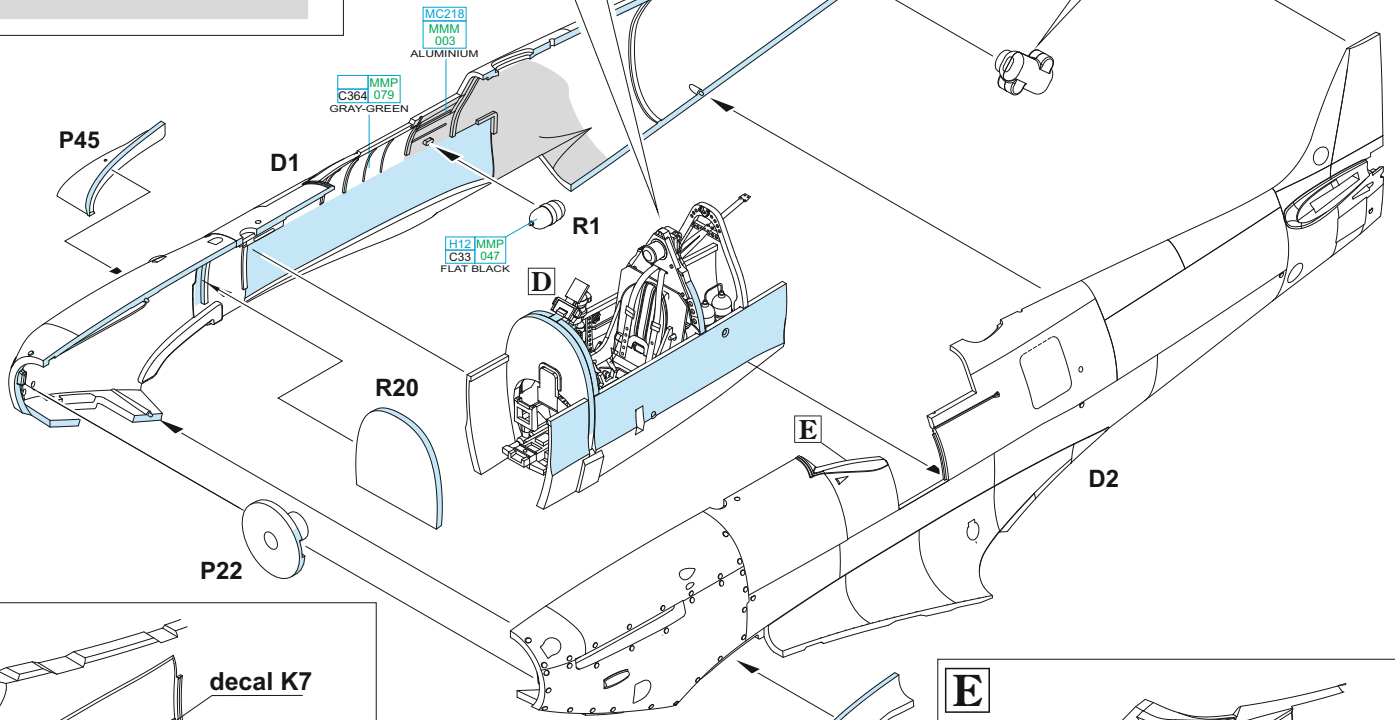 MC218
MMM
003
ALUMINIUM
MMP
C364 079
GRAY-GREEN
P45
D1
R1
H12 MMP
C33 047
FLAT BLACK
D
R20
E
D2
P22
decal K7
E